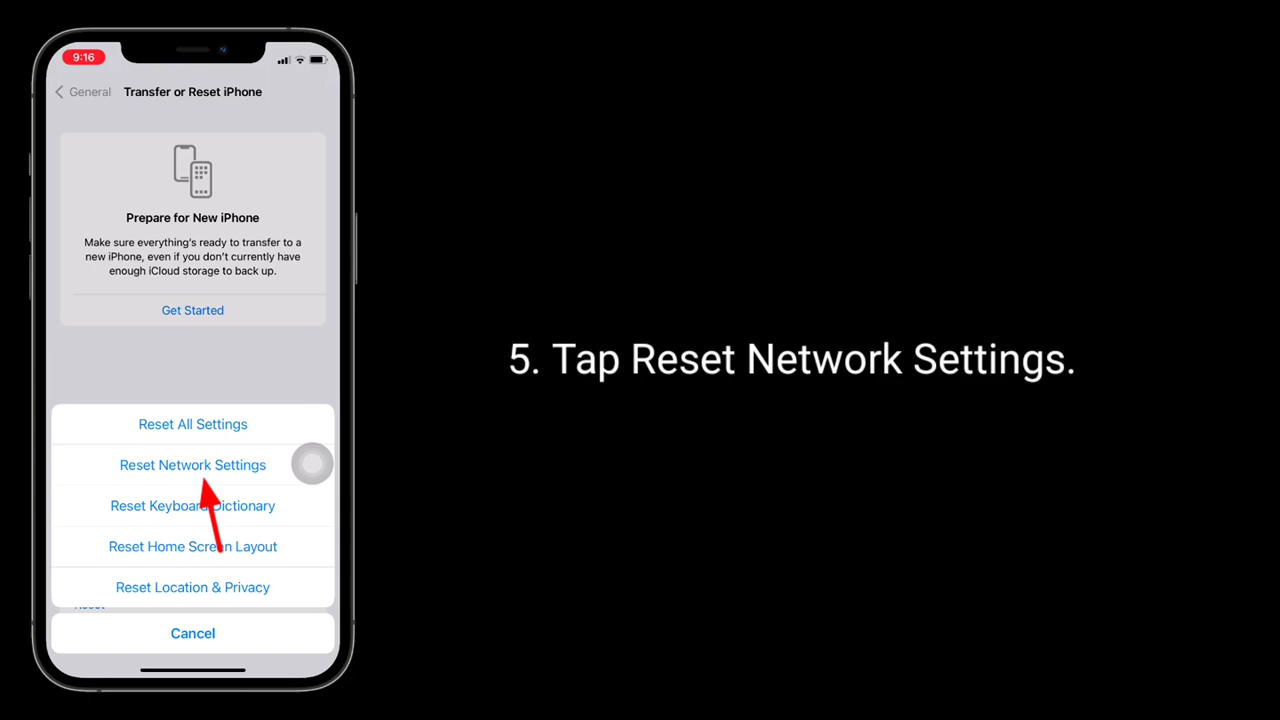 9:16
General
Transfer or Reset iPhone
Prepare for New iPhone
Make sure everything's ready to transfer to a
new iPhone, even if you don't currently have
enough iCloud storage to back up.
Get Started
Reset All Settings
Reset Network Settings
Reset Keyboard Dictionary
Reset Home Screen Layout
Reset Location & Privacy
Reset
Cancel
5. Tap Reset Network Settings.